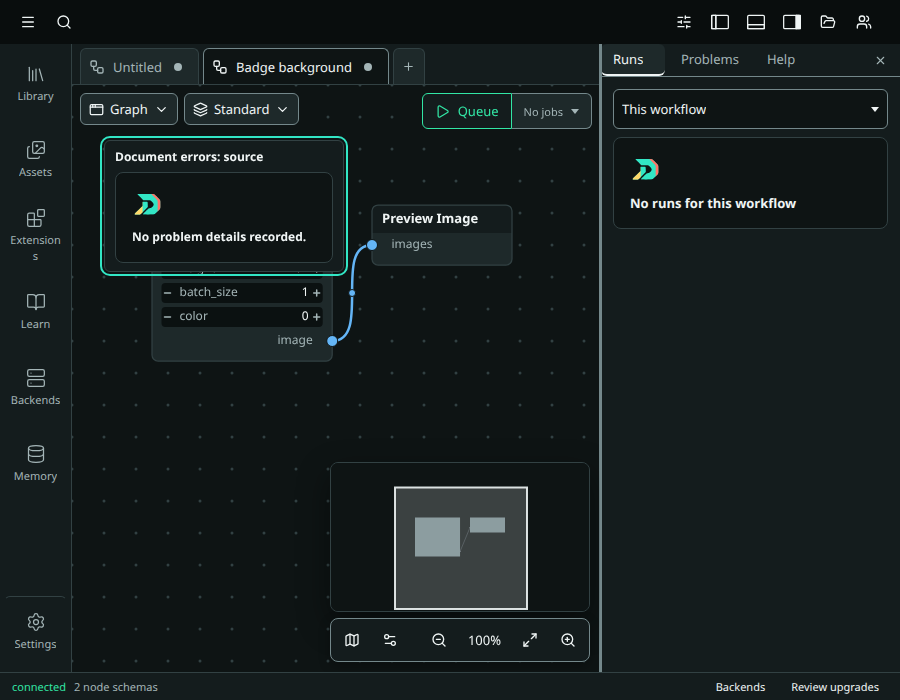 Untitled
Badge background
Graph
Standard
Queue
No jobs
Library
Assets
Extension
s
Learn
Backends
Memory
Settings
Document errors: source
No problem details recorded.
batch_size
1
color
0
image
Preview Image
images
100%
Runs
Problems
Help
This workflow
No runs for this workflow
connected
2 node schemas
Backends
Review upgrades